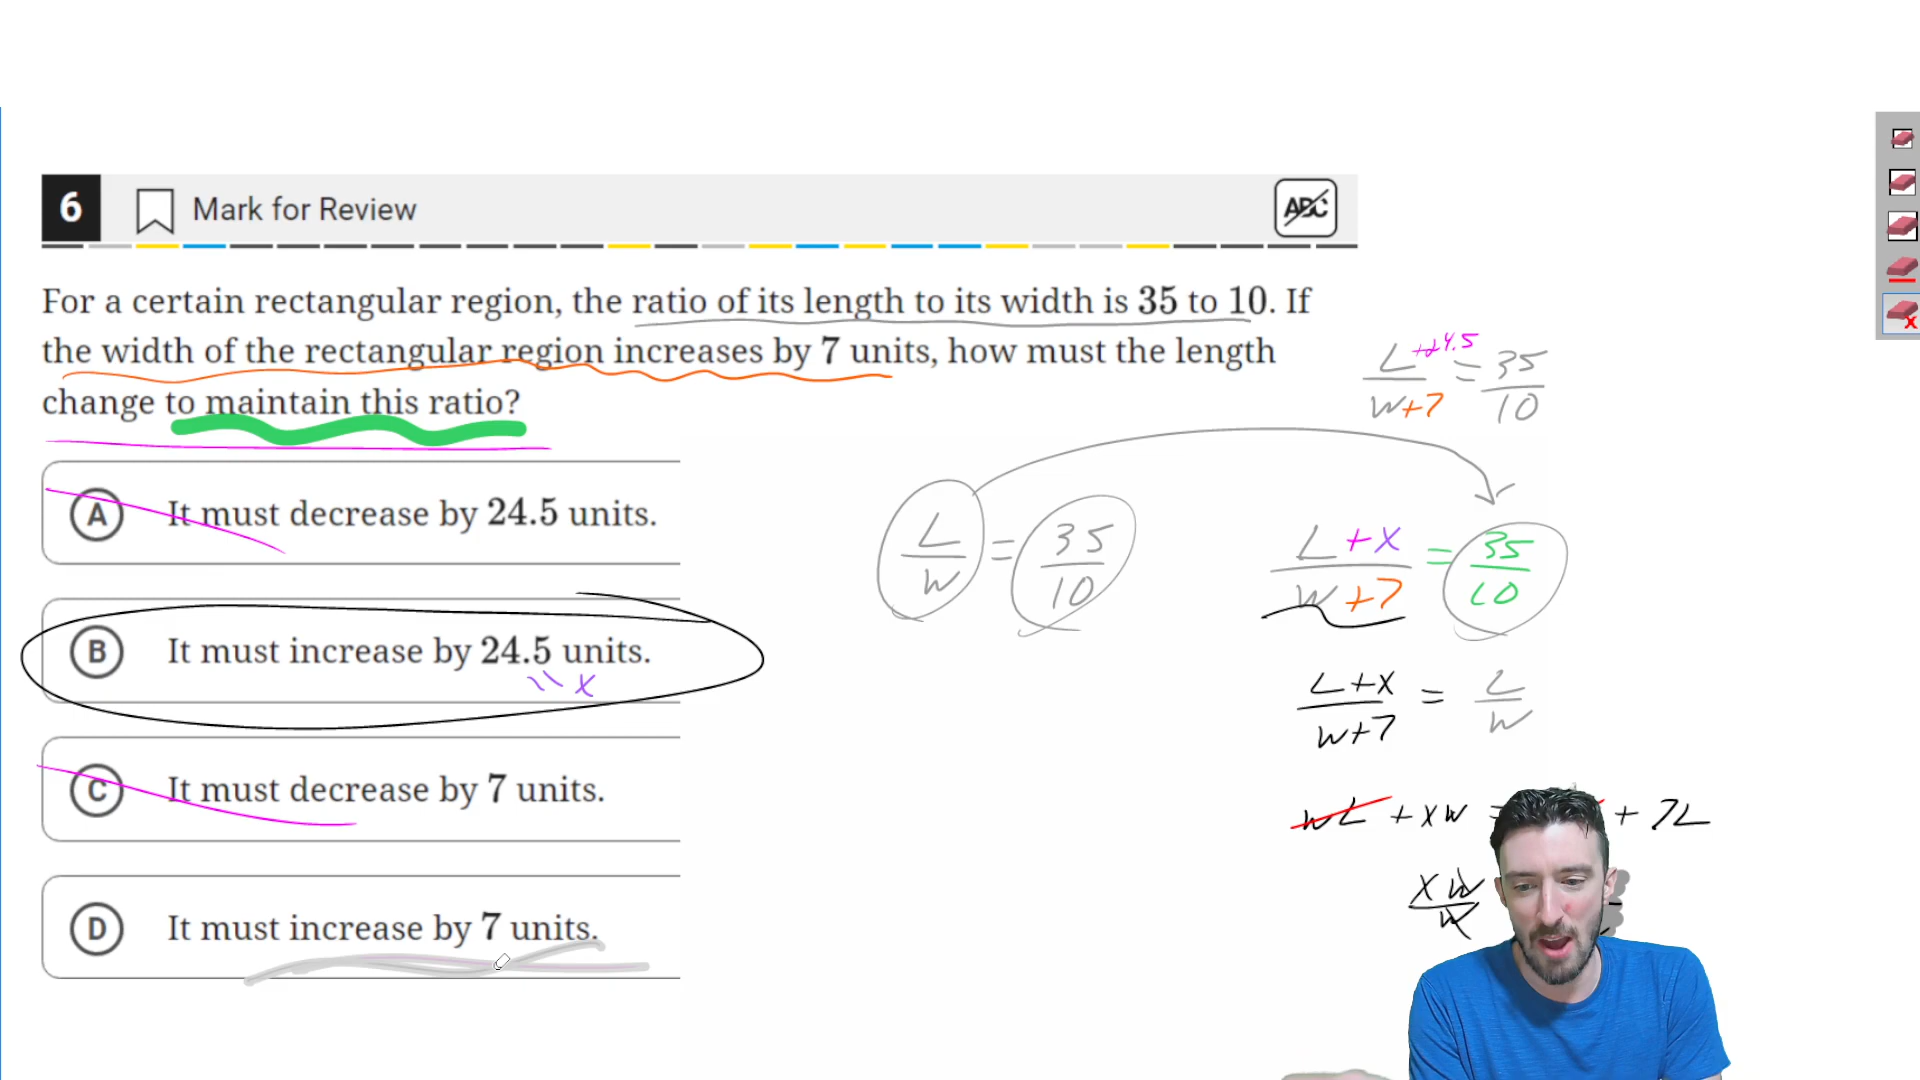 6 Mark for Review ABC
For a certain rectangular region, the ratio of its length to its width is 35 to 10. If
the width of the rectangular region increases by 7 units, how must the length
change to maintain this ratio?
A It must decrease by 24.5 units.
B It must increase by 24.5 units.
x
C It must decrease by 7 units.
D It must increase by 7 units.
L +24.5 = 35
w+7 10
L = 35
w 10
L + x = 35
w + 7 10
L + x = L
w + 7 w
wL + xw = + 7L
xw
w